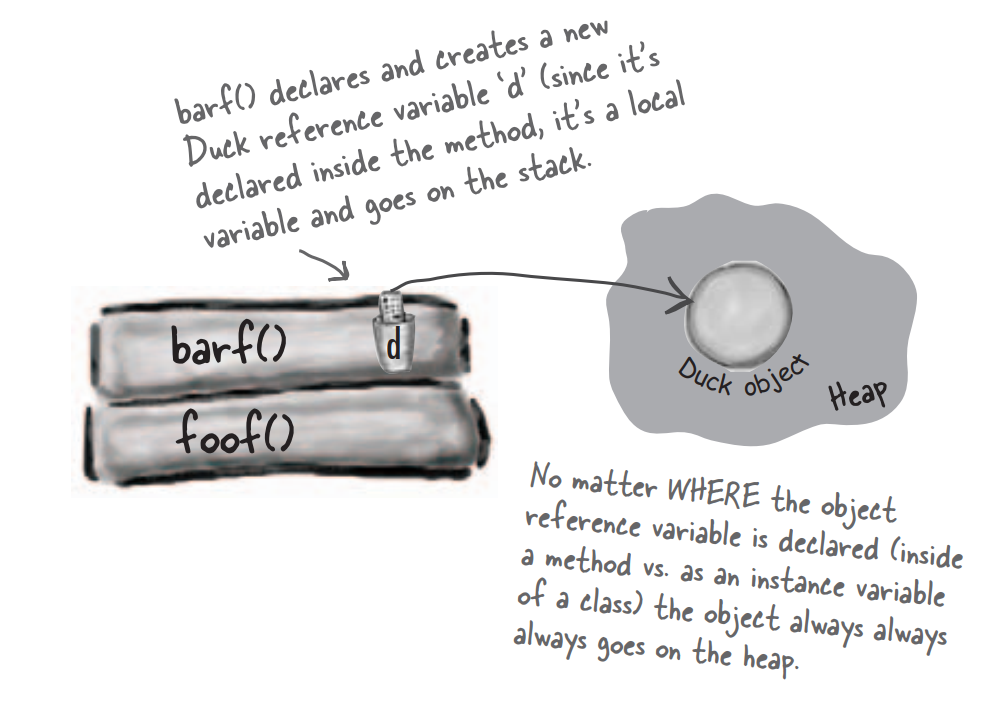 barf() declares and creates a new
Duck reference variable ‘d’ (since it’s
declared inside the method, it’s a local
variable and goes on the stack.
barf()
d
foof()
Duck object
Heap
No matter WHERE the object
reference variable is declared (inside
a method vs. as an instance variable
of a class) the object always always
always goes on the heap.